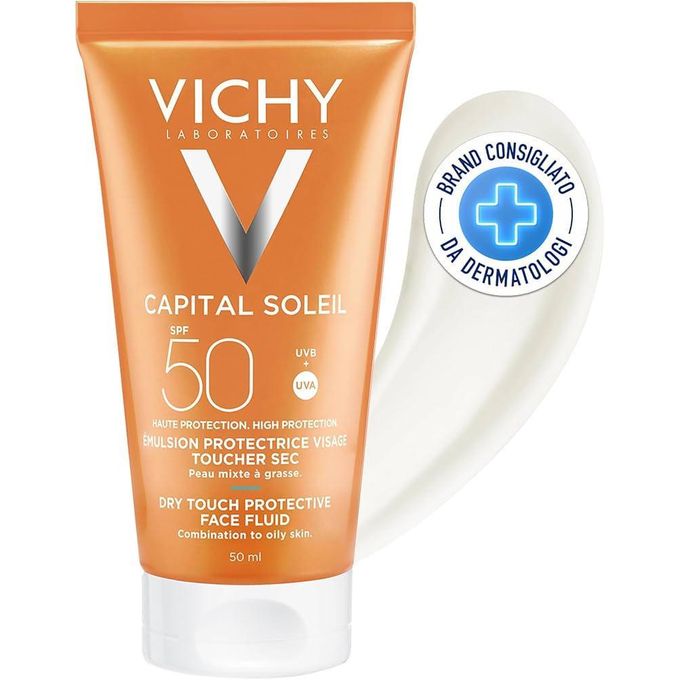 VICHY
LABORATOIRES
CAPITAL SOLEIL
SPF
50
UVB
+
UVA
HAUTE PROTECTION. HIGH PROTECTION.
ÉMULSION PROTECTRICE VISAGE
TOUCHER SEC
Peau mixte à grasse.
DRY TOUCH PROTECTIVE
FACE FLUID
Combination to oily skin.
50 ml
BRAND CONSIGLIATO
DA DERMATOLOGI